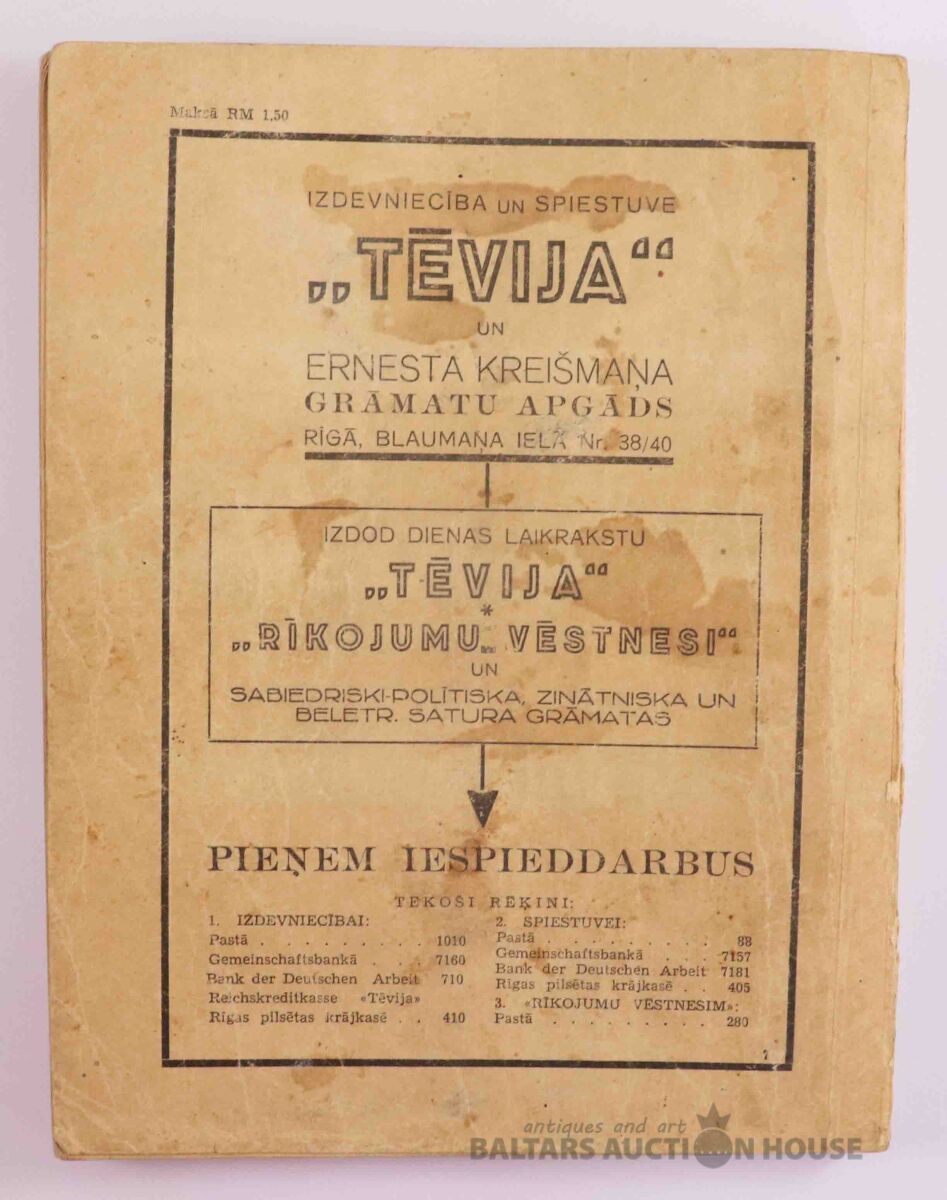 Maksā RM 1,50
IZDEVNIECĪBA UN SPIESTUVE
„TĒVIJA“
UN
ERNESTA KREIŠMAŅA
GRĀMATU APGĀDS
RĪGĀ, BLAUMAŅA IELĀ Nr. 38/40
IZDOD DIENAS LAIKRAKSTU
„TĒVIJA“
*
„RĪKOJUMU VĒSTNESI“
UN
SABIEDRISKI-POLĪTISKA, ZINĀTNISKA UN
BELETR. SATURA GRĀMATAS
PIEŅEM IESPIEDDARBUS
TEKOŠI RĒĶINI:
1. IZDEVNIECĪBAI:
Pastā . . . . . . . . . 1010
Gemeinschaftsbankā . . . 7160
Bank der Deutschen Arbeit 710
Reichskreditkasse «Tēvija»
Rīgas pilsētas krājkasē . . 410
2. SPIESTUVEI:
Pastā . . . . . . . . . 88
Gemeinschaftsbankā . . . 7157
Bank der Deutschen Arbeit 7181
Rīgas pilsētas krājkasē . . 405
3. «RĪKOJUMU VĒSTNESIM»:
Pastā . . . . . . . . . 280
7
antiques and art
BALTARS AUCTION HOUSE